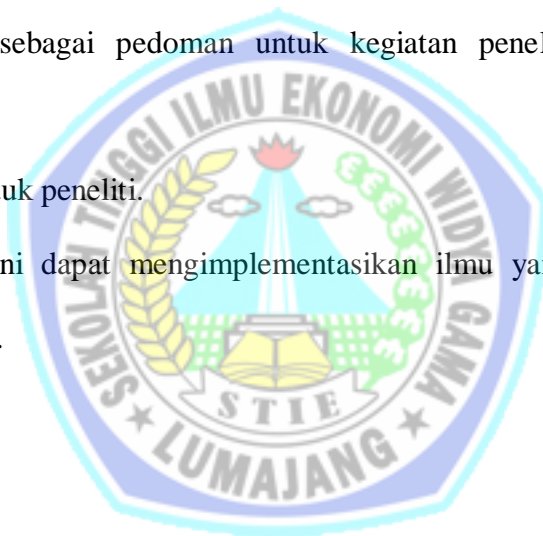 sebagai pedoman untuk kegiatan penel
uk peneliti.
ni dapat mengimplementasikan ilmu ya
.
SEKOLAH TINGGI ILMU EKONOMI WIDYA GAMA
STIE
LUMAJANG